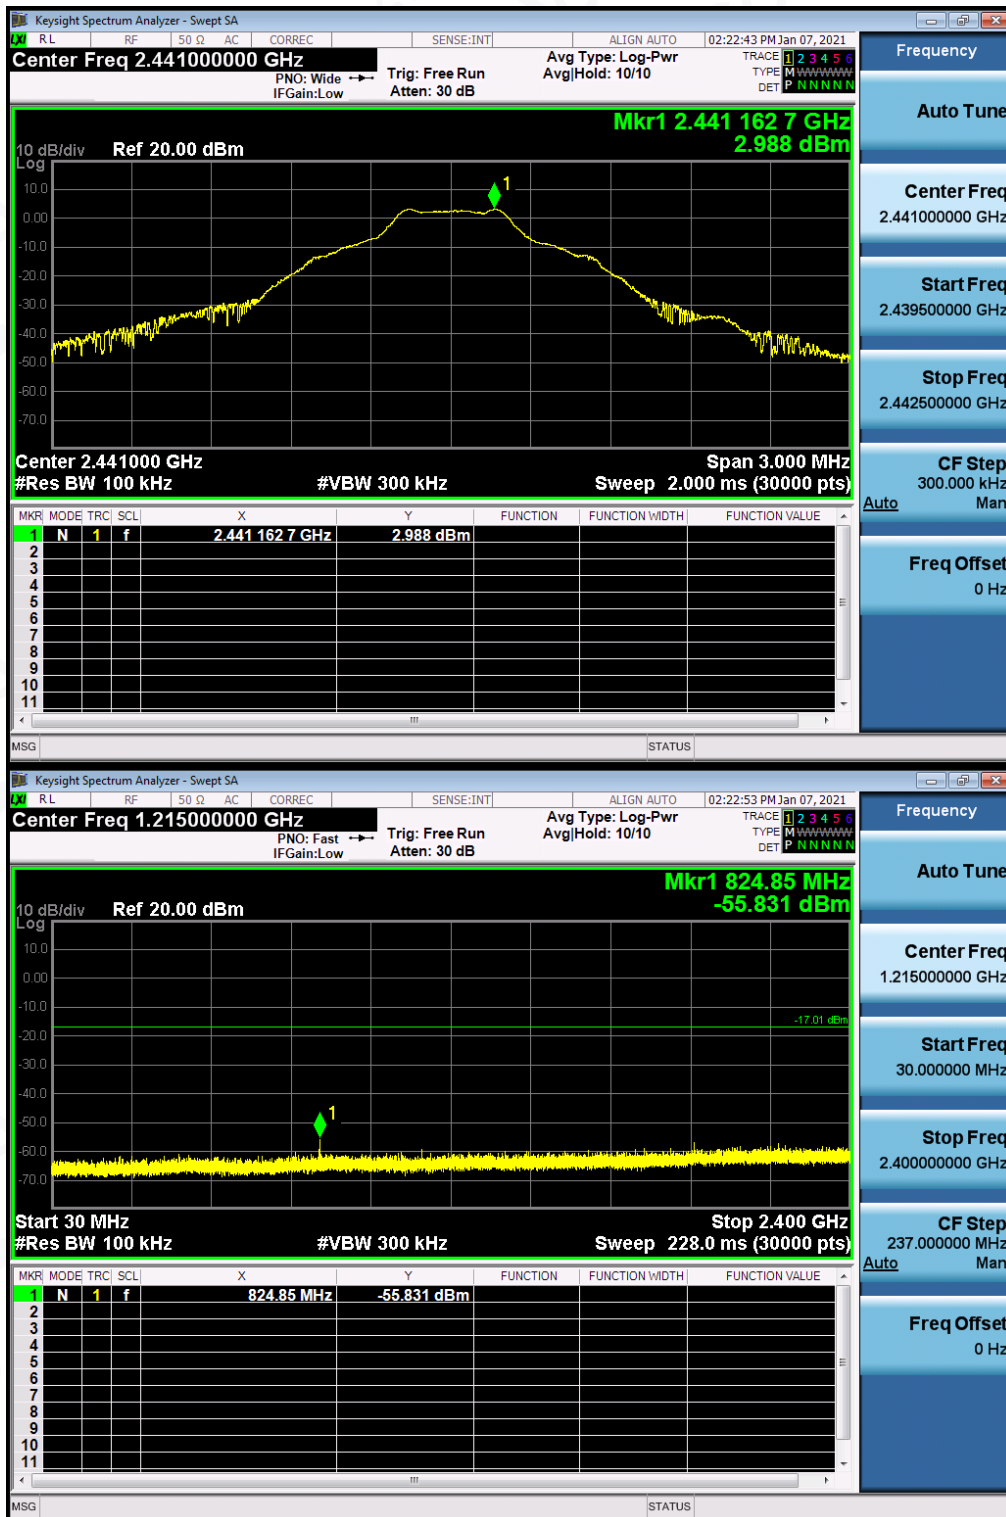 Keysight Spectrum Analyzer - Swept SA
LXI RL RF 50 Ω AC CORREC SENSE:INT ALIGN AUTO 02:22:43 PM Jan 07, 2021
Center Freq 2.441000000 GHz
PNO: Wide
IFGain:Low
Trig: Free Run
Atten: 30 dB
Avg Type: Log-Pwr
Avg|Hold: 10/10
TRACE 1 2 3 4 5 6
TYPE M WWWWW
DET P N N N N N
Mkr1 2.441 162 7 GHz
2.988 dBm
10 dB/div Ref 20.00 dBm
Log
10.0
0.00
-10.0
-20.0
-30.0
-40.0
-50.0
-60.0
-70.0
1
Center 2.441000 GHz Span 3.000 MHz
#Res BW 100 kHz #VBW 300 kHz Sweep 2.000 ms (30000 pts)
MKR MODE TRC SCL X Y FUNCTION FUNCTION WIDTH FUNCTION VALUE
1 N 1 f 2.441 162 7 GHz 2.988 dBm
2
3
4
5
6
7
8
9
10
11
MSG STATUS
Frequency
Auto Tune
Center Freq
2.441000000 GHz
Start Freq
2.439500000 GHz
Stop Freq
2.442500000 GHz
CF Step
300.000 kHz
Auto Man
Freq Offset
0 Hz
Keysight Spectrum Analyzer - Swept SA
LXI RL RF 50 Ω AC CORREC SENSE:INT ALIGN AUTO 02:22:53 PM Jan 07, 2021
Center Freq 1.215000000 GHz
PNO: Fast
IFGain:Low
Trig: Free Run
Atten: 30 dB
Avg Type: Log-Pwr
Avg|Hold: 10/10
TRACE 1 2 3 4 5 6
TYPE M WWWWW
DET P N N N N N
Mkr1 824.85 MHz
-55.831 dBm
10 dB/div Ref 20.00 dBm
Log
10.0
0.00
-10.0
-20.0
-30.0
-40.0
-50.0
-60.0
-70.0
-17.01 dBm
1
Start 30 MHz Stop 2.400 GHz
#Res BW 100 kHz #VBW 300 kHz Sweep 228.0 ms (30000 pts)
MKR MODE TRC SCL X Y FUNCTION FUNCTION WIDTH FUNCTION VALUE
1 N 1 f 824.85 MHz -55.831 dBm
2
3
4
5
6
7
8
9
10
11
MSG STATUS
Frequency
Auto Tune
Center Freq
1.215000000 GHz
Start Freq
30.000000 MHz
Stop Freq
2.400000000 GHz
CF Step
237.000000 MHz
Auto Man
Freq Offset
0 Hz